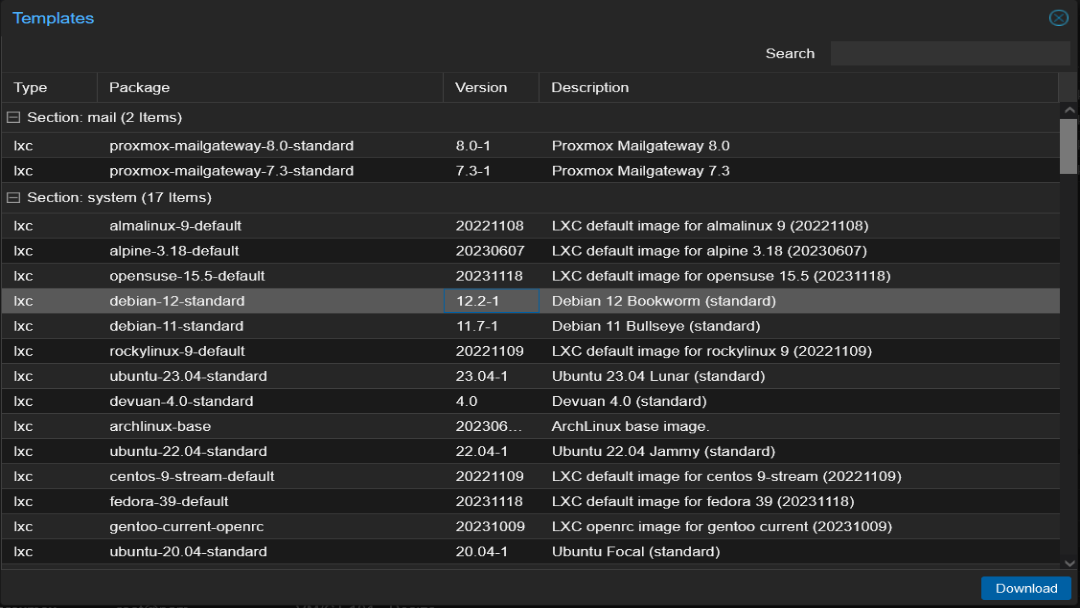 Templates
Search
Type Package Version Description
Section: mail (2 Items)
lxc proxmox-mailgateway-8.0-standard 8.0-1 Proxmox Mailgateway 8.0
lxc proxmox-mailgateway-7.3-standard 7.3-1 Proxmox Mailgateway 7.3
Section: system (17 Items)
lxc almalinux-9-default 20221108 LXC default image for almalinux 9 (20221108)
lxc alpine-3.18-default 20230607 LXC default image for alpine 3.18 (20230607)
lxc opensuse-15.5-default 20231118 LXC default image for opensuse 15.5 (20231118)
lxc debian-12-standard 12.2-1 Debian 12 Bookworm (standard)
lxc debian-11-standard 11.7-1 Debian 11 Bullseye (standard)
lxc rockylinux-9-default 20221109 LXC default image for rockylinux 9 (20221109)
lxc ubuntu-23.04-standard 23.04-1 Ubuntu 23.04 Lunar (standard)
lxc devuan-4.0-standard 4.0 Devuan 4.0 (standard)
lxc archlinux-base 202306... ArchLinux base image.
lxc ubuntu-22.04-standard 22.04-1 Ubuntu 22.04 Jammy (standard)
lxc centos-9-stream-default 20221109 LXC default image for centos 9-stream (20221109)
lxc fedora-39-default 20231118 LXC default image for fedora 39 (20231118)
lxc gentoo-current-openrc 20231009 LXC openrc image for gentoo current (20231009)
lxc ubuntu-20.04-standard 20.04-1 Ubuntu Focal (standard)
Download